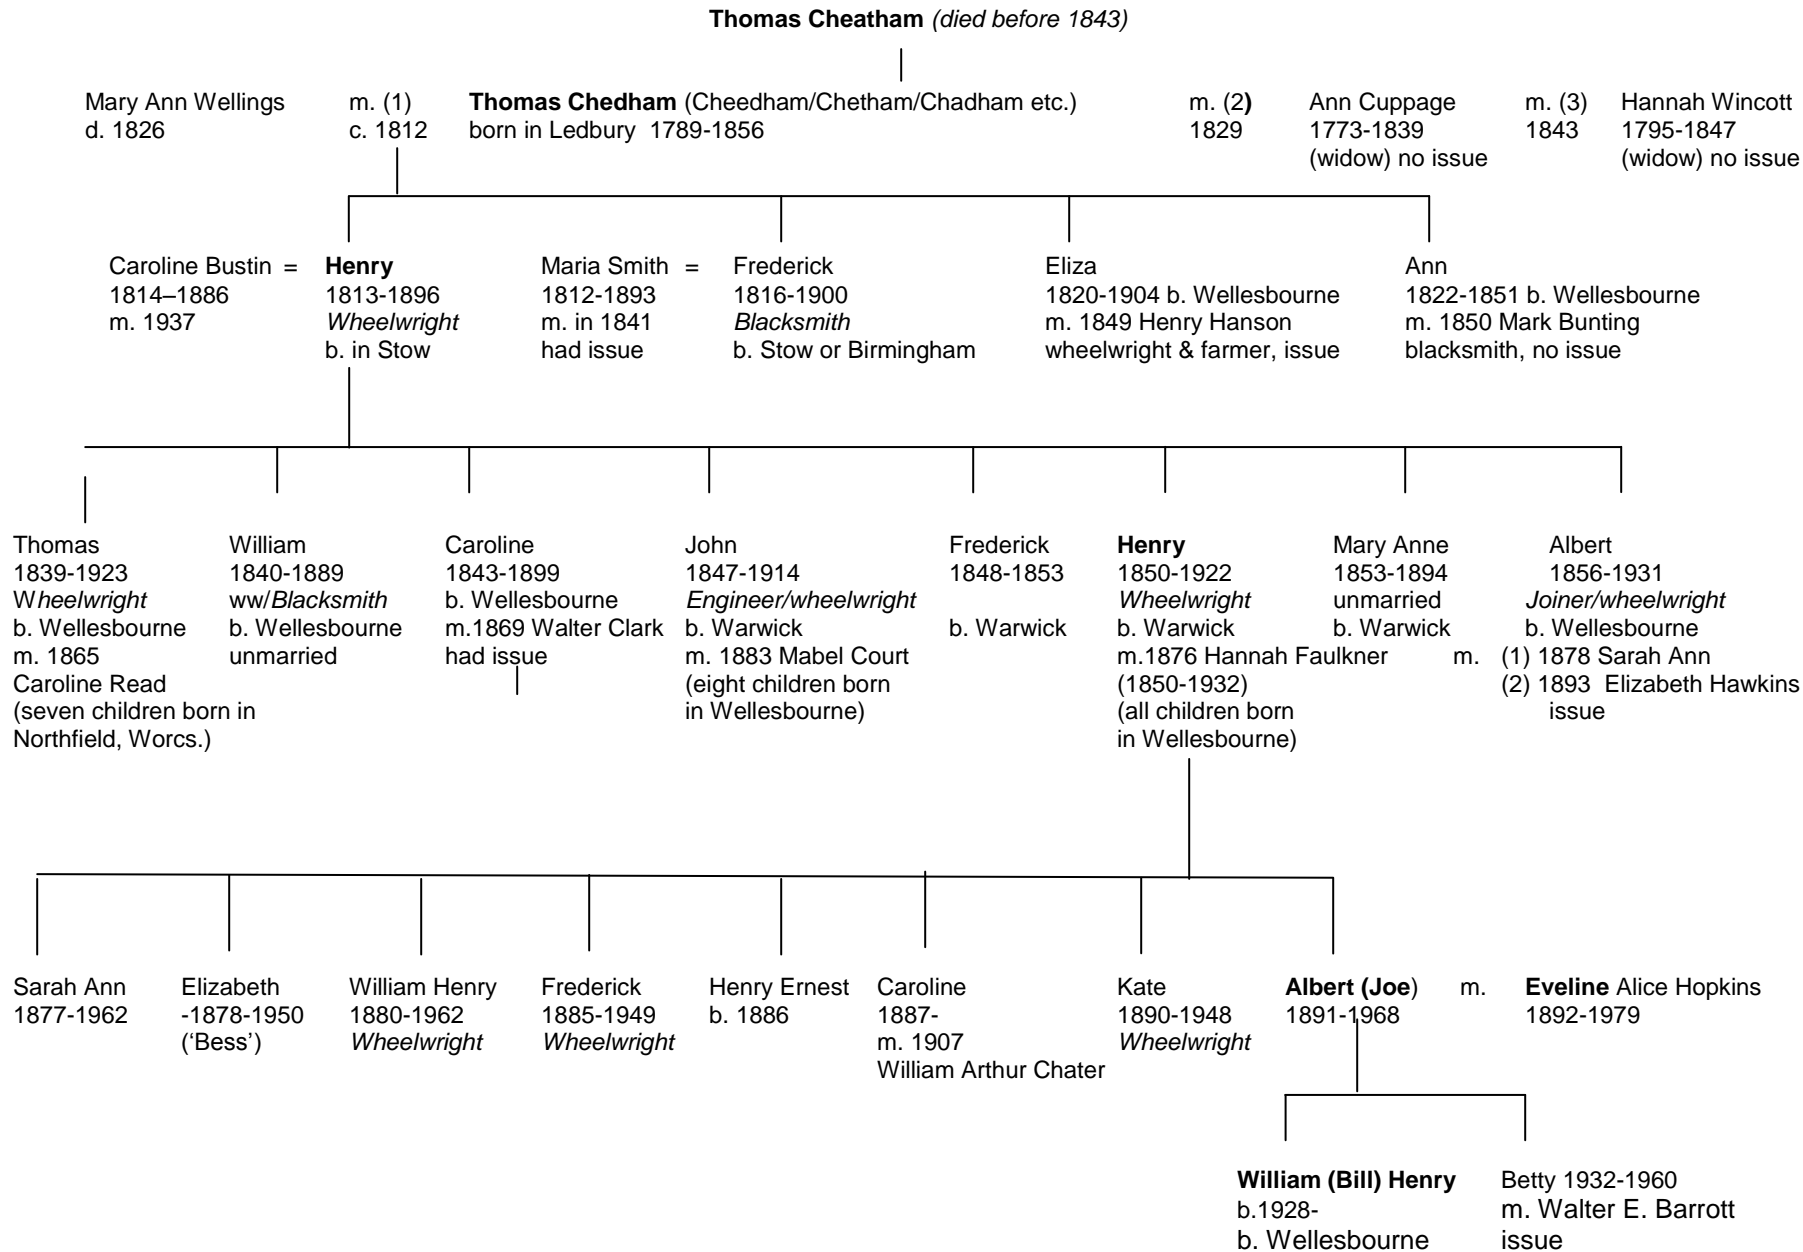 Thomas Cheatham (died before 1843)
Mary Ann Wellings
d. 1826
m. (1)
c. 1812
Thomas Chedham (Cheedham/Chetham/Chadham etc.)
born in Ledbury 1789-1856
m. (2)
1829
Ann Cuppage
1773-1839
(widow) no issue
m. (3)
1843
Hannah Wincott
1795-1847
(widow) no issue
Caroline Bustin =
1814–1886
m. 1937
Henry
1813-1896
Wheelwright
b. in Stow
Maria Smith =
1812-1893
m. in 1841
had issue
Frederick
1816-1900
Blacksmith
b. Stow or Birmingham
Eliza
1820-1904 b. Wellesbourne
m. 1849 Henry Hanson
wheelwright & farmer, issue
Ann
1822-1851 b. Wellesbourne
m. 1850 Mark Bunting
blacksmith, no issue
Thomas
1839-1923
Wheelwright
b. Wellesbourne
m. 1865
Caroline Read
(seven children born in
Northfield, Worcs.)
William
1840-1889
ww/Blacksmith
b. Wellesbourne
unmarried
Caroline
1843-1899
b. Wellesbourne
m.1869 Walter Clark
had issue
John
1847-1914
Engineer/wheelwright
b. Warwick
m. 1883 Mabel Court
(eight children born
in Wellesbourne)
Frederick
1848-1853
b. Warwick
Henry
1850-1922
Wheelwright
b. Warwick
m.1876 Hannah Faulkner
(1850-1932)
(all children born
in Wellesbourne)
Mary Anne
1853-1894
unmarried
b. Warwick
Albert
1856-1931
Joiner/wheelwright
b. Wellesbourne
m. (1) 1878 Sarah Ann
(2) 1893 Elizabeth Hawkins
issue
Sarah Ann
1877-1962
Elizabeth
-1878-1950
(‘Bess’)
William Henry
1880-1962
Wheelwright
Frederick
1885-1949
Wheelwright
Henry Ernest
b. 1886
Caroline
1887-
m. 1907
William Arthur Chater
Kate
1890-1948
Wheelwright
Albert (Joe)
1891-1968
m.
Eveline Alice Hopkins
1892-1979
William (Bill) Henry
b.1928-
b. Wellesbourne
Betty 1932-1960
m. Walter E. Barrott
issue